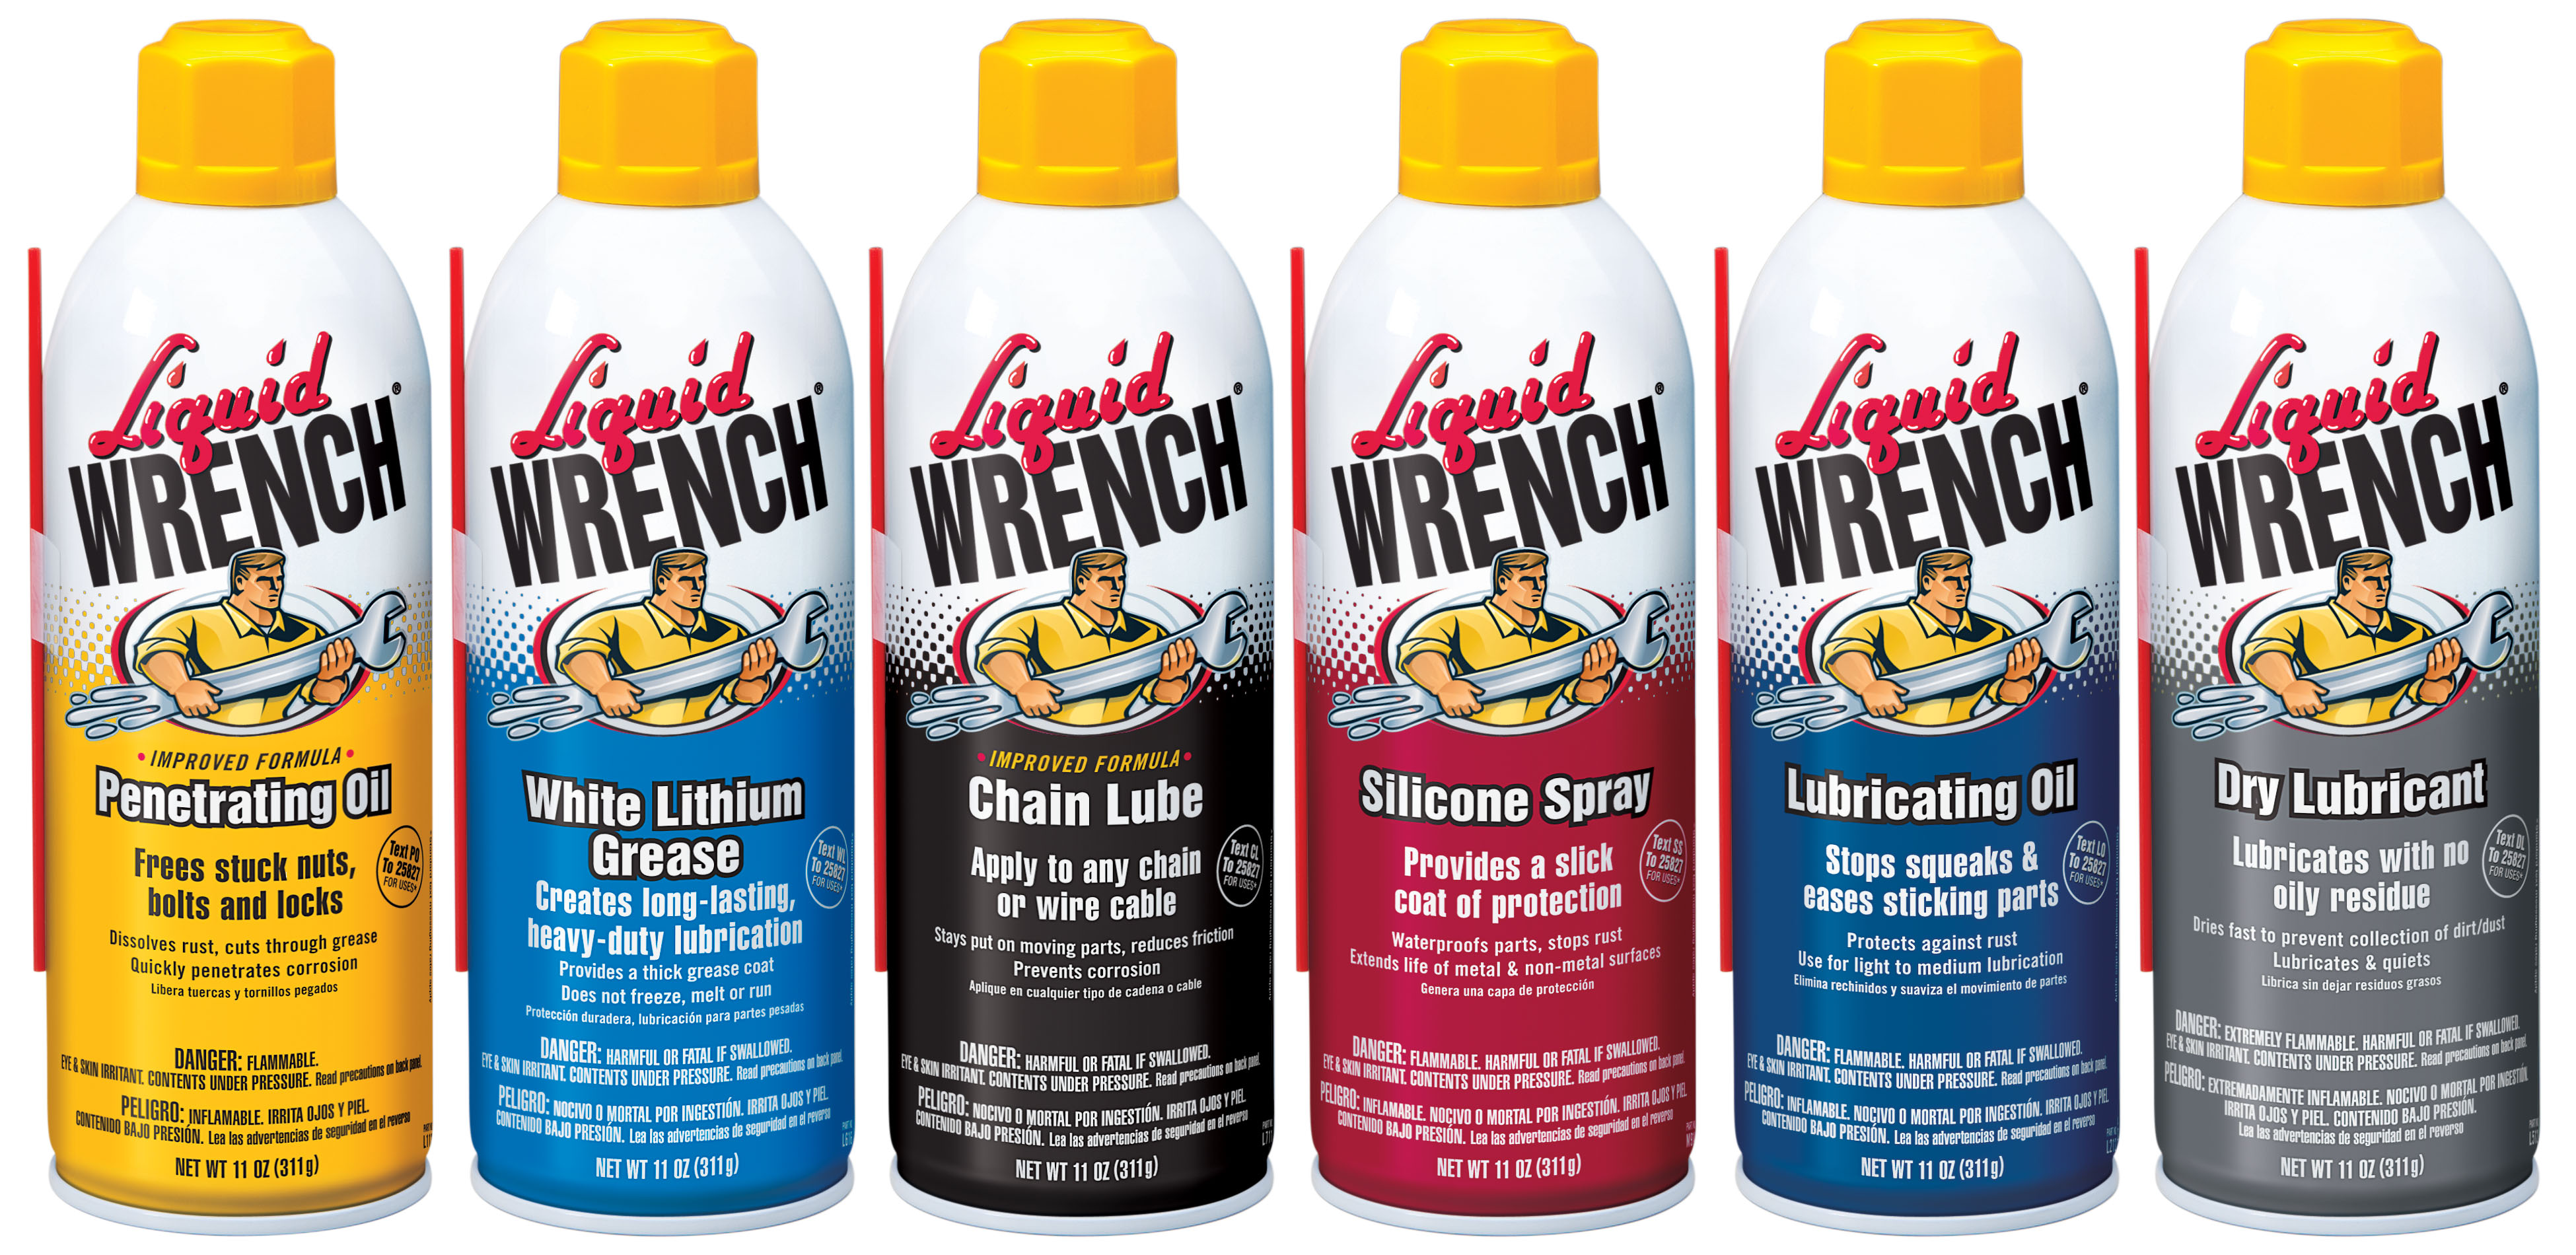 Liquid
WRENCH®
• IMPROVED FORMULA •
Penetrating Oil
Frees stuck nuts,
bolts and locks
Text PO
To 25827
FOR USES*
Dissolves rust, cuts through grease
Quickly penetrates corrosion
Libera tuercas y tornillos pegados
DANGER: FLAMMABLE.
EYE & SKIN IRRITANT. CONTENTS UNDER PRESSURE. Read precautions on back panel.
PELIGRO: INFLAMABLE. IRRITA OJOS Y PIEL.
CONTENIDO BAJO PRESIÓN. Lea las advertencias de seguridad en el reverso
NET WT 11 OZ (311g)
Liquid
WRENCH®
White Lithium
Grease
Text WL
To 25827
FOR USES*
Creates long-lasting,
heavy-duty lubrication
Provides a thick grease coat
Does not freeze, melt or run
Protección duradera, lubricación para partes pesadas
DANGER: HARMFUL OR FATAL IF SWALLOWED.
EYE & SKIN IRRITANT. CONTENTS UNDER PRESSURE. Read precautions on back panel.
PELIGRO: NOCIVO O MORTAL POR INGESTIÓN. IRRITA OJOS Y PIEL.
CONTENIDO BAJO PRESIÓN. Lea las advertencias de seguridad en el reverso
NET WT 11 OZ (311g)
Liquid
WRENCH®
• IMPROVED FORMULA •
Chain Lube
Apply to any chain
or wire cable
Text CL
To 25827
FOR USES*
Stays put on moving parts, reduces friction
Prevents corrosion
Aplique en cualquier tipo de cadena o cable
DANGER: HARMFUL OR FATAL IF SWALLOWED.
EYE & SKIN IRRITANT. CONTENTS UNDER PRESSURE. Read precautions on back panel.
PELIGRO: NOCIVO O MORTAL POR INGESTIÓN. IRRITA OJOS Y PIEL.
CONTENIDO BAJO PRESIÓN. Lea las advertencias de seguridad en el reverso
NET WT 11 OZ (311g)
Liquid
WRENCH®
Silicone Spray
Provides a slick
coat of protection
Text SS
To 25827
FOR USES*
Waterproofs parts, stops rust
Extends life of metal & non-metal surfaces
Genera una capa de protección
DANGER: FLAMMABLE. HARMFUL OR FATAL IF SWALLOWED.
EYE & SKIN IRRITANT. CONTENTS UNDER PRESSURE. Read precautions on back panel.
PELIGRO: INFLAMABLE. NOCIVO O MORTAL POR INGESTIÓN. IRRITA OJOS Y PIEL.
CONTENIDO BAJO PRESIÓN. Lea las advertencias de seguridad en el reverso
NET WT 11 OZ (311g)
Liquid
WRENCH®
Lubricating Oil
Stops squeaks &
eases sticking parts
Text LO
To 25827
FOR USES*
Protects against rust
Use for light to medium lubrication
Elimina rechinidos y suaviza el movimiento de partes
DANGER: FLAMMABLE. HARMFUL OR FATAL IF SWALLOWED.
EYE & SKIN IRRITANT. CONTENTS UNDER PRESSURE. Read precautions on back panel.
PELIGRO: INFLAMABLE. NOCIVO O MORTAL POR INGESTIÓN. IRRITA OJOS Y PIEL.
CONTENIDO BAJO PRESIÓN. Lea las advertencias de seguridad en el reverso
NET WT 11 OZ (311g)
Liquid
WRENCH®
Dry Lubricant
Lubricates with no
oily residue
Text DL
To 25827
FOR USES*
Dries fast to prevent collection of dirt/dust
Lubricates & quiets
Librica sin dejar residuos grasos
DANGER: EXTREMELY FLAMMABLE. HARMFUL OR FATAL IF SWALLOWED.
EYE & SKIN IRRITANT. CONTENTS UNDER PRESSURE. Read precautions on back panel.
PELIGRO: EXTREMADAMENTE INFLAMABLE. NOCIVO O MORTAL POR INGESTIÓN.
IRRITA OJOS Y PIEL. CONTENIDO BAJO PRESIÓN.
Lea las advertencias de seguridad en el reverso
NET WT 11 OZ (311g)